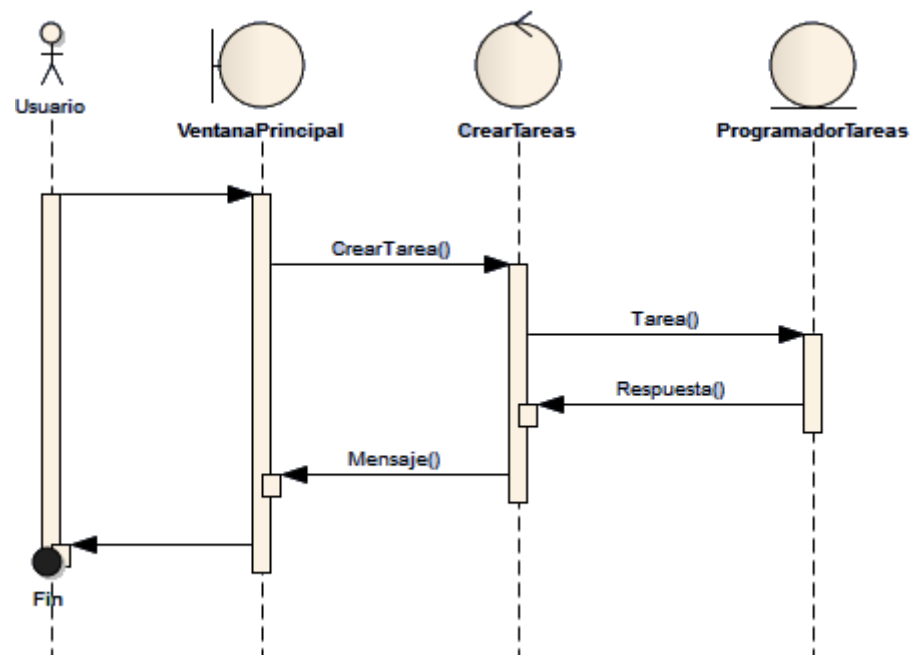 Usuario
VentanaPrincipal
CrearTareas
ProgramadorTareas
CrearTarea()
Tarea()
Respuesta()
Mensaje()
Fin